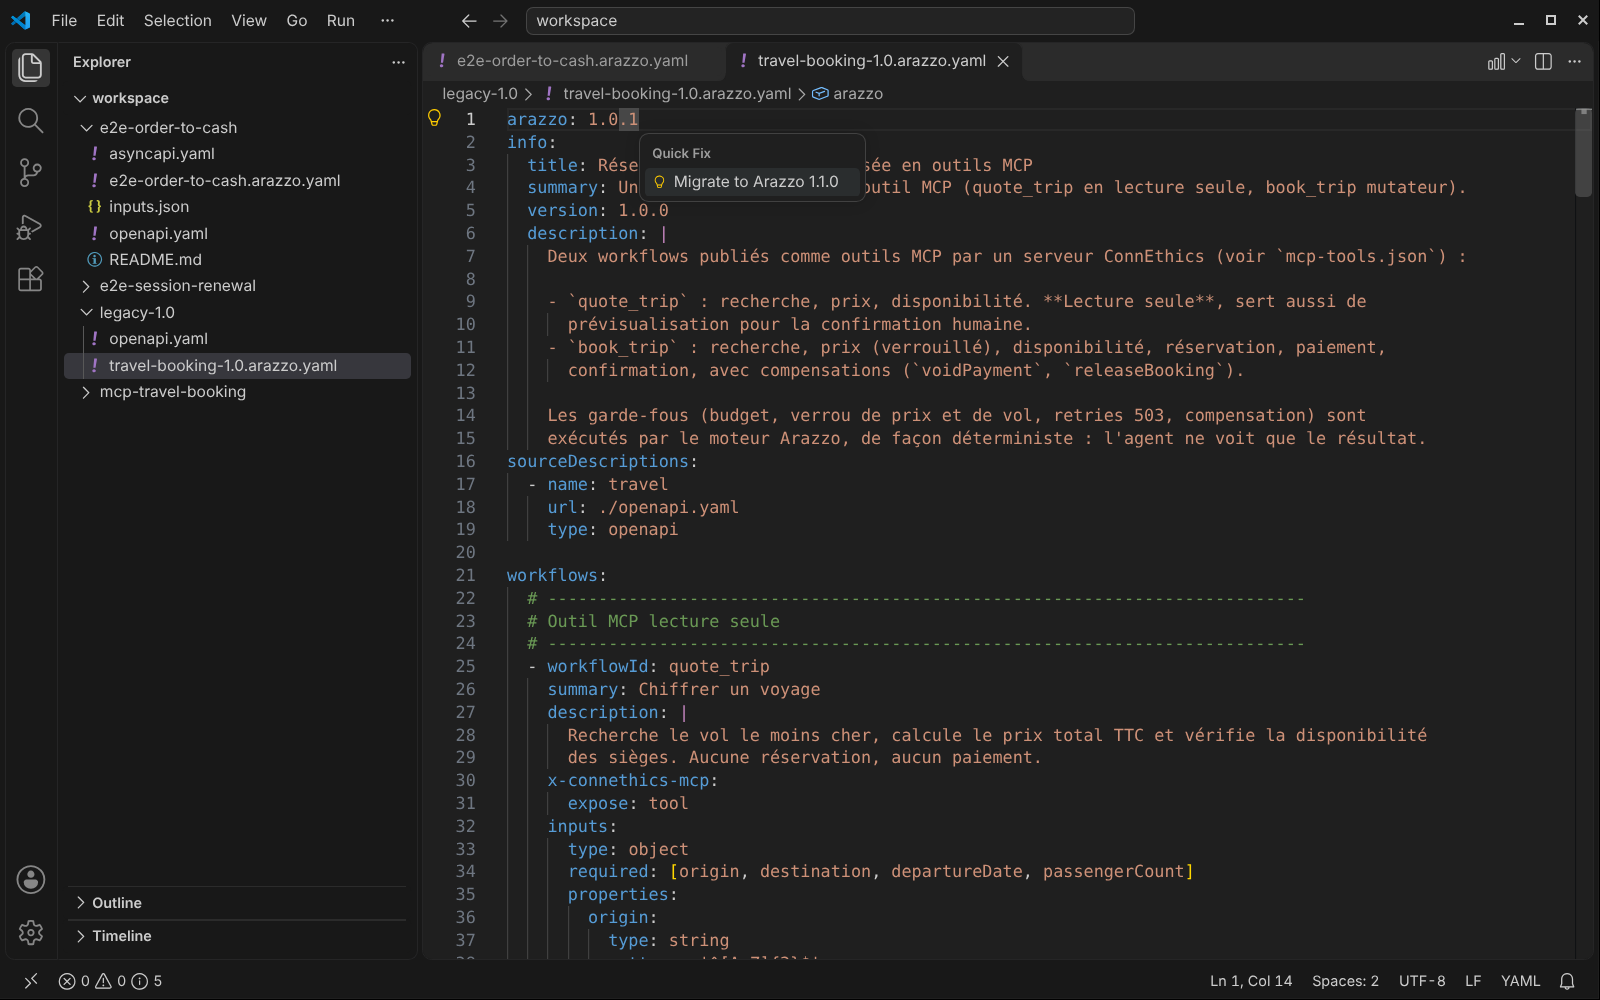 File Edit Selection View Go Run ···
workspace
Explorer ···
workspace
e2e-order-to-cash
! asyncapi.yaml
! e2e-order-to-cash.arazzo.yaml
{} inputs.json
! openapi.yaml
README.md
e2e-session-renewal
legacy-1.0
! openapi.yaml
! travel-booking-1.0.arazzo.yaml
mcp-travel-booking
Outline
Timeline
! e2e-order-to-cash.arazzo.yaml
! travel-booking-1.0.arazzo.yaml
legacy-1.0 > ! travel-booking-1.0.arazzo.yaml > arazzo
1 arazzo: 1.0.1
2 info:
3 title: Rése sée en outils MCP
4 summary: Un outil MCP (quote_trip en lecture seule, book_trip mutateur).
Quick Fix
Migrate to Arazzo 1.1.0
5 version: 1.0.0
6 description: |
7 Deux workflows publiés comme outils MCP par un serveur ConnEthics (voir `mcp-tools.json`) :
8
9 - `quote_trip` : recherche, prix, disponibilité. **Lecture seule**, sert aussi de
10 prévisualisation pour la confirmation humaine.
11 - `book_trip` : recherche, prix (verrouillé), disponibilité, réservation, paiement,
12 confirmation, avec compensations (`voidPayment`, `releaseBooking`).
13
14 Les garde-fous (budget, verrou de prix et de vol, retries 503, compensation) sont
15 exécutés par le moteur Arazzo, de façon déterministe : l'agent ne voit que le résultat.
16 sourceDescriptions:
17 - name: travel
18 url: ./openapi.yaml
19 type: openapi
20
21 workflows:
22 # ---------------------------------------------------------------------------
23 # Outil MCP lecture seule
24 # ---------------------------------------------------------------------------
25 - workflowId: quote_trip
26 summary: Chiffrer un voyage
27 description: |
28 Recherche le vol le moins cher, calcule le prix total TTC et vérifie la disponibilité
29 des sièges. Aucune réservation, aucun paiement.
30 x-connethics-mcp:
31 expose: tool
32 inputs:
33 type: object
34 required: [origin, destination, departureDate, passengerCount]
35 properties:
36 origin:
37 type: string
0 0 5
Ln 1, Col 14 Spaces: 2 UTF-8 LF YAML